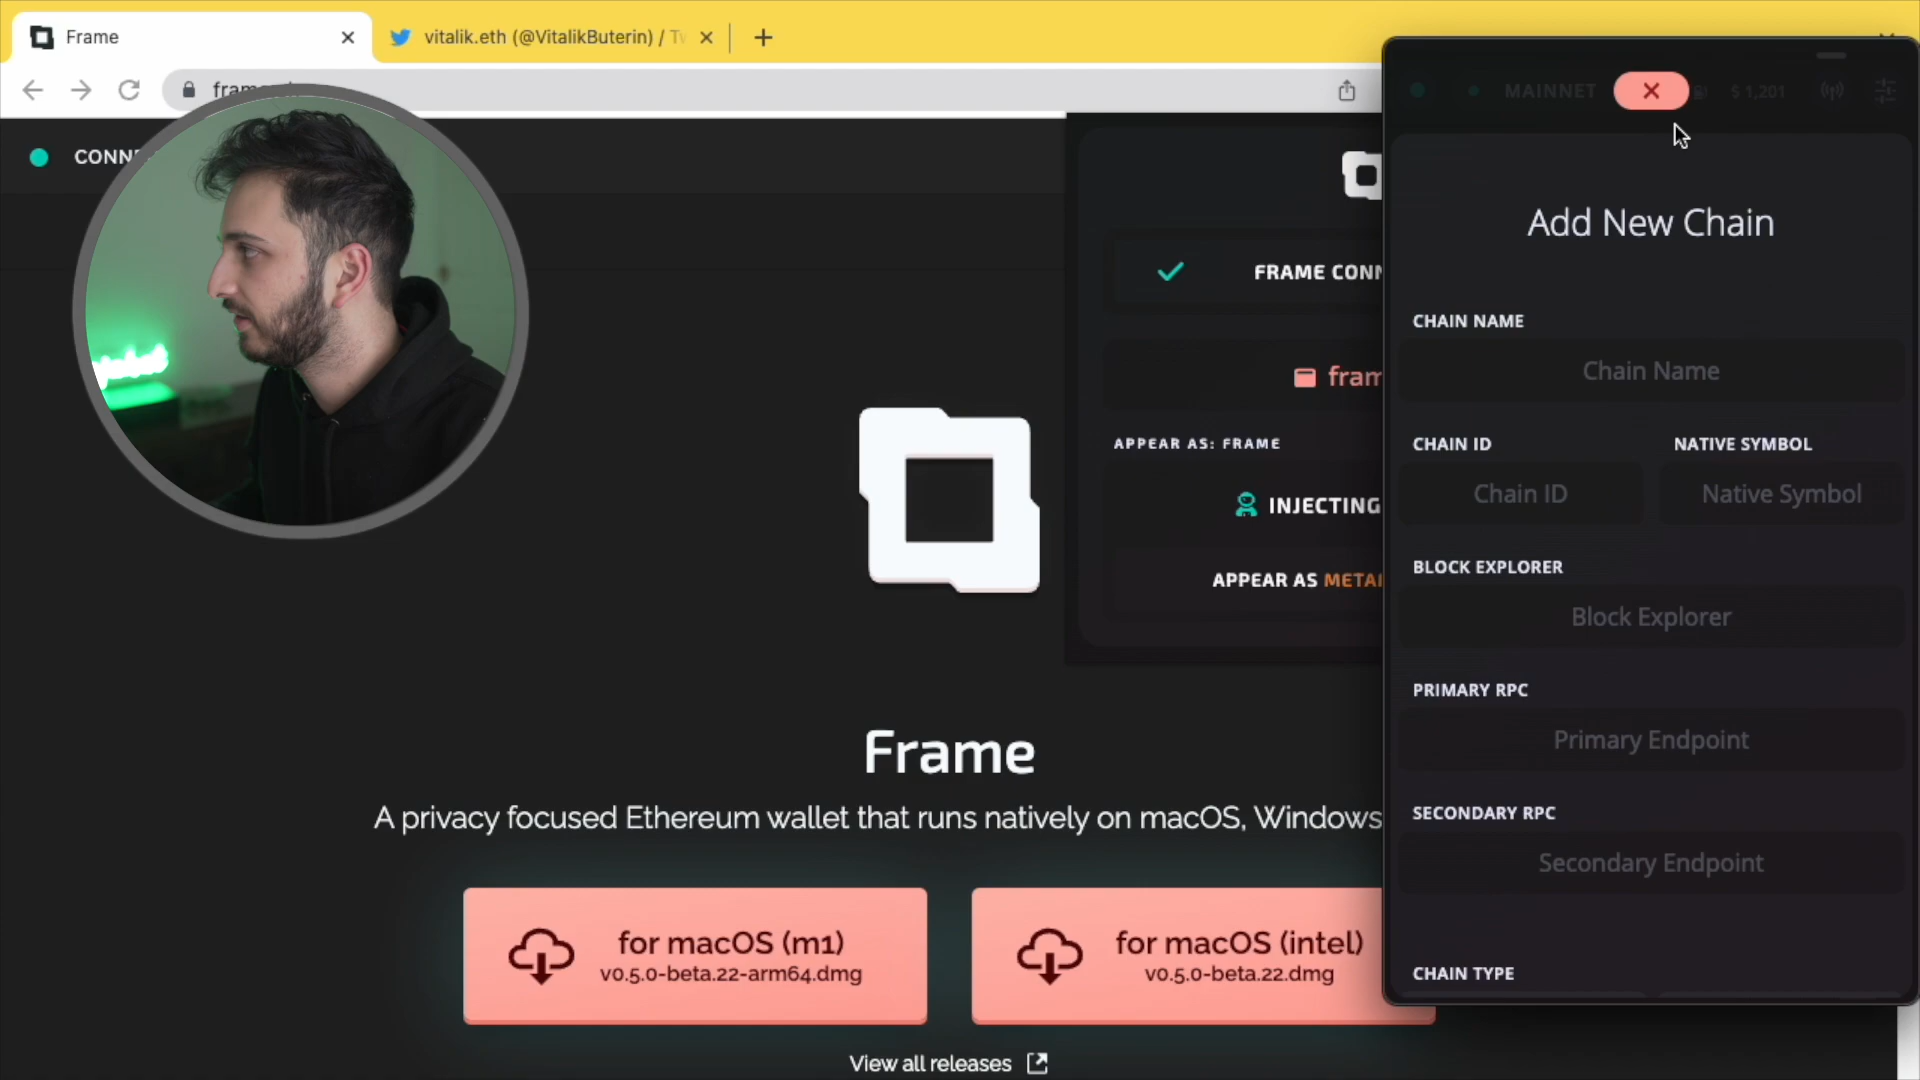 Frame
vitalik.eth (@VitalikButerin) / Tw
MAINNET
$ 1,201
Add New Chain
FRAME CONN
CHAIN NAME
Chain Name
fram
APPEAR AS: FRAME
CHAIN ID
NATIVE SYMBOL
Chain ID
Native Symbol
INJECTING
BLOCK EXPLORER
APPEAR AS METAM
Block Explorer
PRIMARY RPC
Primary Endpoint
Frame
A privacy focused Ethereum wallet that runs natively on macOS, Windows
SECONDARY RPC
Secondary Endpoint
for macOS (m1)
v0.5.0-beta.22-arm64.dmg
for macOS (intel)
v0.5.0-beta.22.dmg
CHAIN TYPE
View all releases